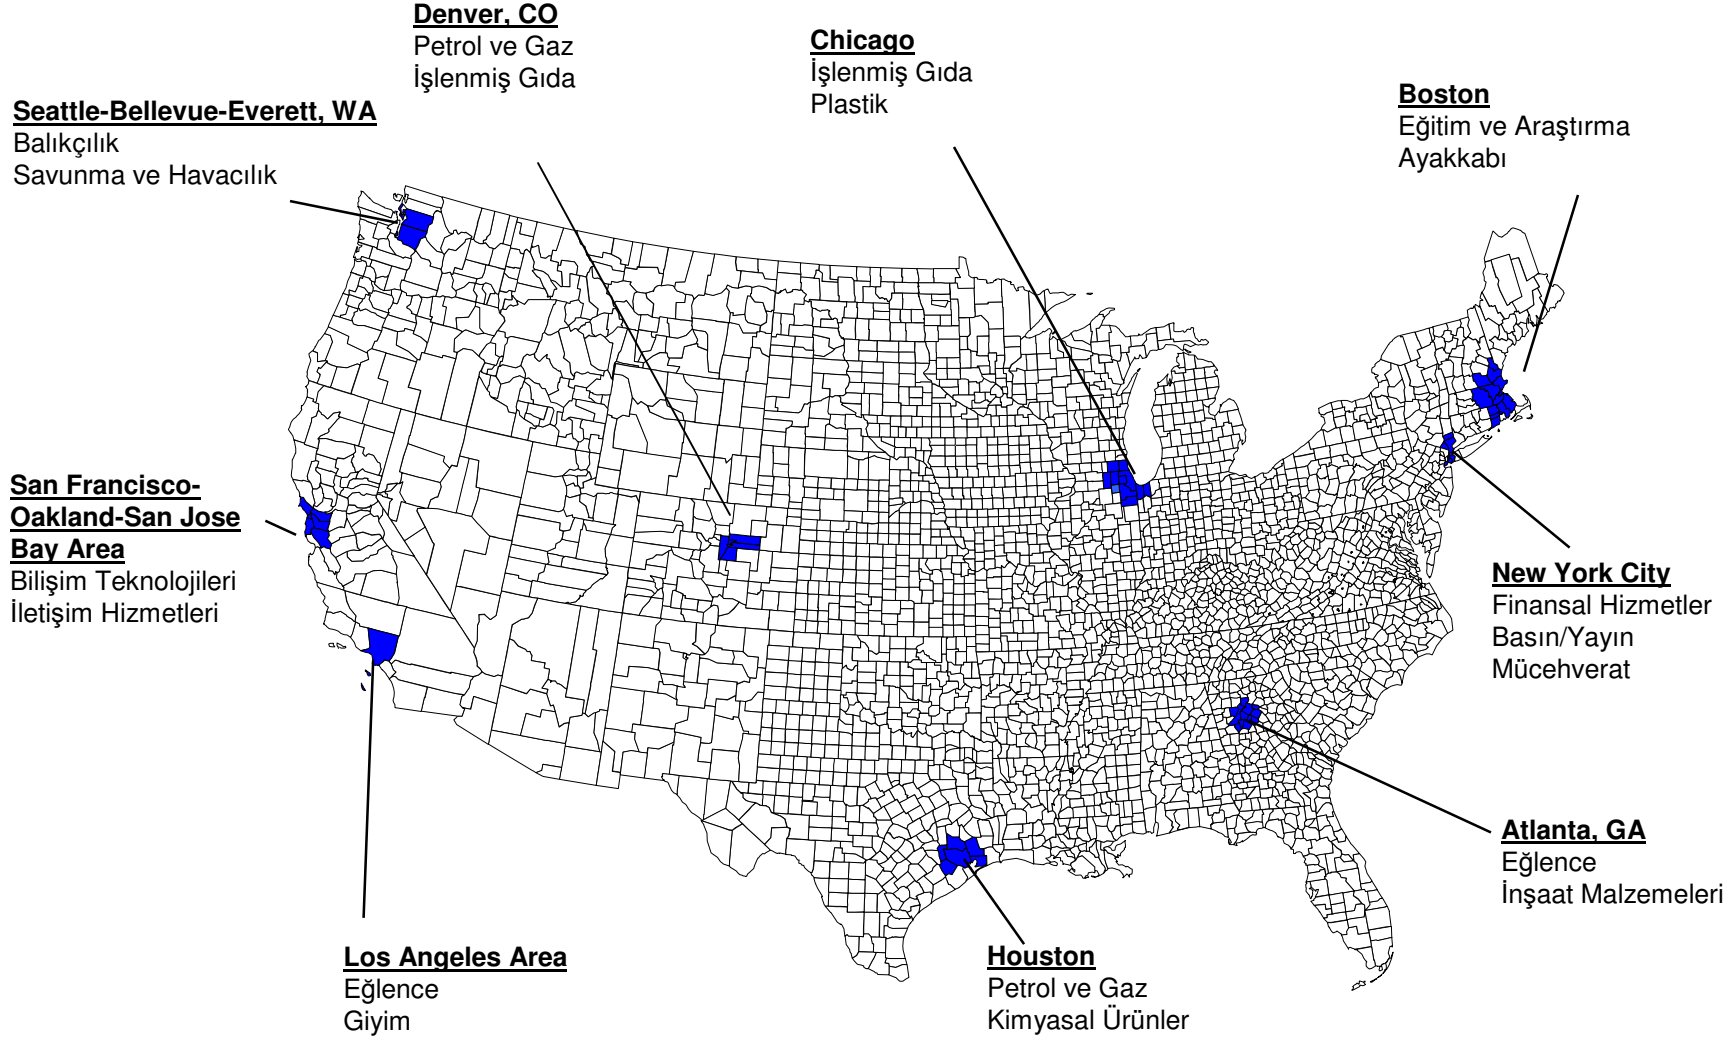 Denver, CO
Petrol ve Gaz
İşlenmiş Gıda
Chicago
İşlenmiş Gıda
Plastik
Boston
Eğitim ve Araştırma
Ayakkabı
Seattle-Bellevue-Everett, WA
Balıkçılık
Savunma ve Havacılık
San Francisco-
Oakland-San Jose
Bay Area
Bilişim Teknolojileri
İletişim Hizmetleri
New York City
Finansal Hizmetler
Basın/Yayın
Mücehverat
Atlanta, GA
Eğlence
İnşaat Malzemeleri
Los Angeles Area
Eğlence
Giyim
Houston
Petrol ve Gaz
Kimyasal Ürünler